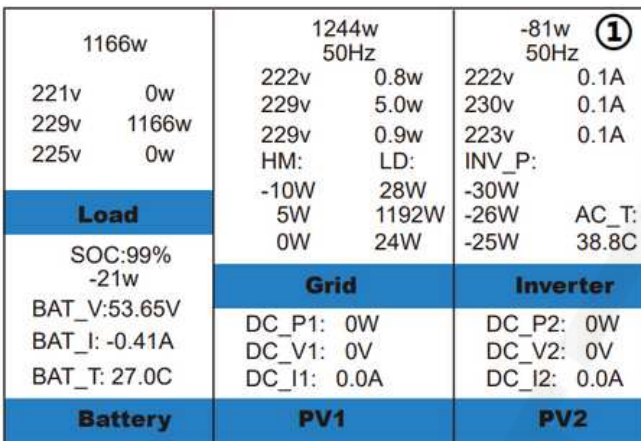 1166w
221v 0w
229v 1166w
225v 0w
Load
1244w
50Hz
222v 0.8w
229v 5.0w
229v 0.9w
HM: LD:
-10W 28W
5W 1192W
0W 24W
Grid
-81w ①
50Hz
222v 0.1A
230v 0.1A
223v 0.1A
INV_P:
-30W
-26W AC_T:
-25W 38.8C
Inverter
SOC:99%
-21w
BAT_V:53.65V
BAT_I: -0.41A
BAT_T: 27.0C
Battery
DC_P1: 0W
DC_V1: 0V
DC_I1: 0.0A
PV1
DC_P2: 0W
DC_V2: 0V
DC_I2: 0.0A
PV2